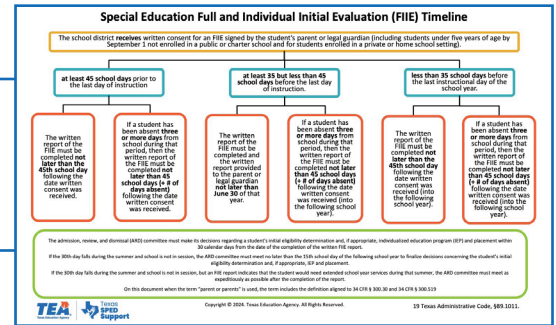 Special Education Full and Individual Initial Evaluation (FIIE) Timeline
The school district receives written consent for an FIIE signed by the student's parent or legal guardian (including students under five years of age by
September 1 not enrolled in a public or charter school and for students enrolled in a private or home school setting).
at least 45 school days prior to
the last day of instruction
at least 35 but less than 45
school days before the last day
of instruction.
less than 35 school days before
the last instructional day of the
school year.
The written
report of the
FIIE must be
completed not
later than the
45th school day
following the
date written
consent was
received.
If a student has
been absent three
or more days from
school during that
period, then the
written report of
the FIIE must be
completed not later
than 45 school
days (+ # of
days absent)
following the date
written consent
was received.
The written
report of the
FIIE must be
completed and
the written
report provided
to the parent or
legal guardian
not later than
June 30 of that
year.
If a student has
been absent three
or more days from
school during that
period, then the
written report of
the FIIE must be
completed not later
than 45 school days
(+ # of days absent)
following the date
written consent was
received (into
the following school
year).
The written
report of the
FIIE must be
completed not
later than the
45th school day
following the
date written
consent was
received (into
the following
school year).
If a student has
been absent three
or more days from
school during that
period, then the
written report of the
FIIE must be
completed not later
than 45 school days
(+ # of days absent)
following the date
written consent was
received (into the
following school
year).
The admission, review, and dismissal (ARD) committee must make its decisions regarding a student's initial eligibility determination and, if appropriate, individualized education program (IEP) and placement within
30 calendar days from the date of the completion of the written FIIE report.
If the 30th day falls during the summer and school is not in session, the ARD committee must meet no later than the 15th school day of the following school year to finalize decisions concerning the student's initial
eligibility determination and, if appropriate, IEP and placement.
If the 30th day falls during the summer and school is not in session, but an FIIE report indicates that the student would need extended school year services during that summer, the ARD committee must meet as
expeditiously as possible after the completion of the report.
On this document when the term "parent or parents" is used, the term includes the definition aligned to 34 CFR § 300.30 and 34 CFR § 300.519
TEA
Texas
SPED
Support
Copyright © 2024. Texas Education Agency. All Rights Reserved.
19 Texas Administrative Code, §89.1011.